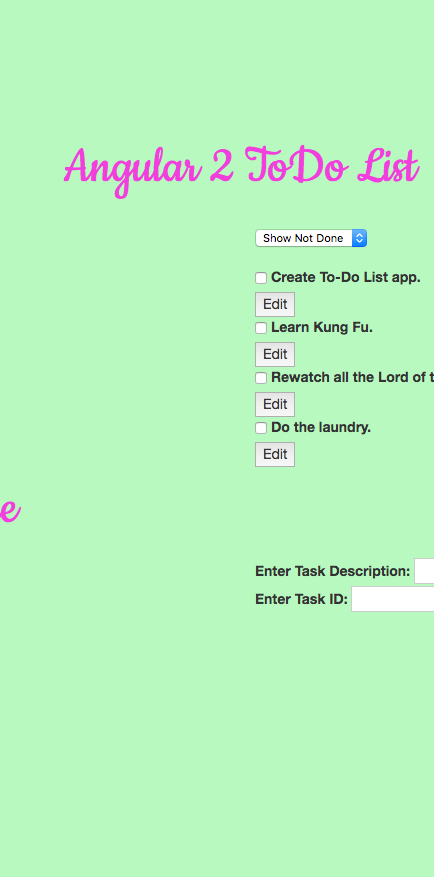 Angular 2 ToDo List
Show Not Done
Create To-Do List app.
Edit
Learn Kung Fu.
Edit
Rewatch all the Lord of t
Edit
Do the laundry.
Edit
e
Enter Task Description:
Enter Task ID: